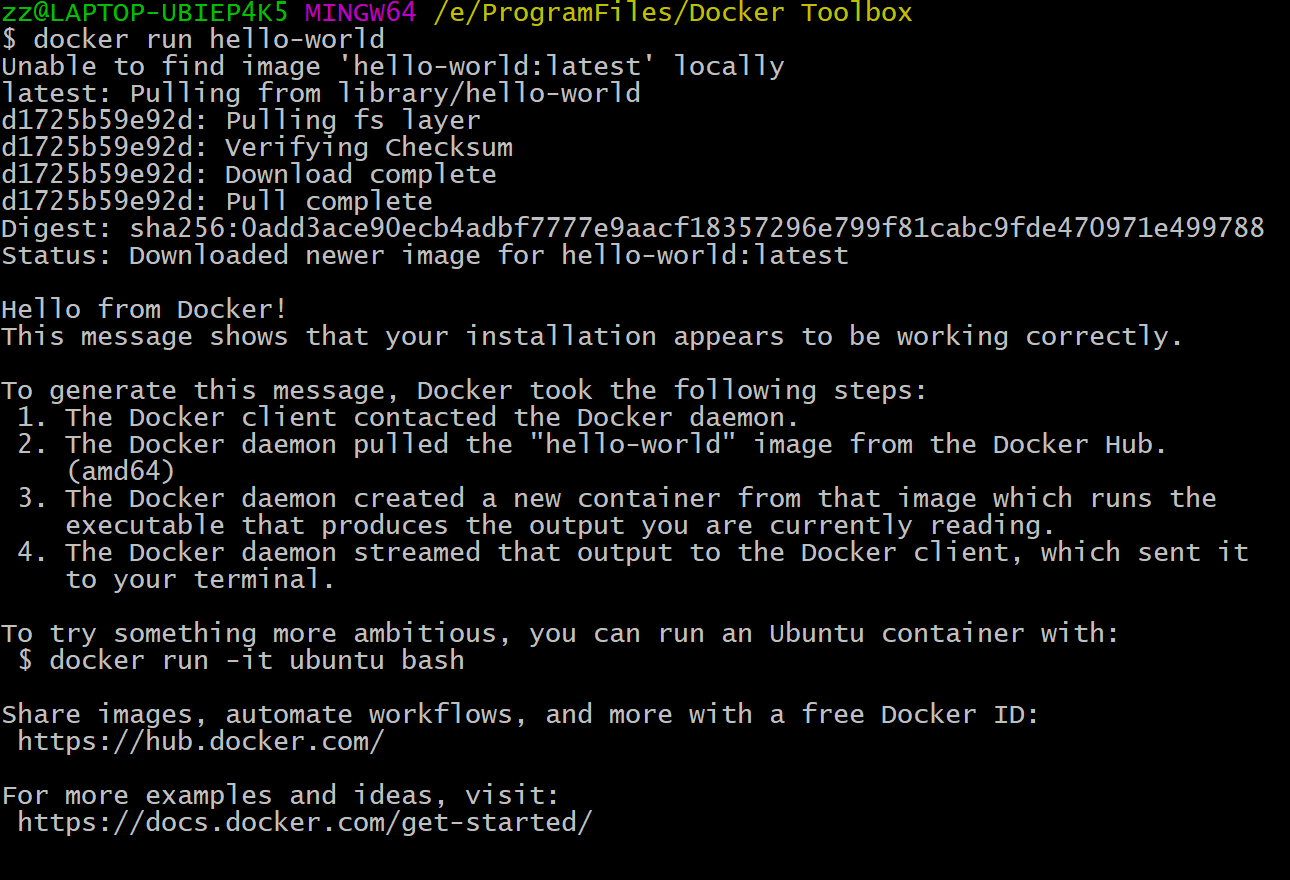 zz@LAPTOP-UBIEP4K5 MINGW64 /e/ProgramFiles/Docker Toolbox
$ docker run hello-world
Unable to find image 'hello-world:latest' locally
latest: Pulling from library/hello-world
d1725b59e92d: Pulling fs layer
d1725b59e92d: Verifying Checksum
d1725b59e92d: Download complete
d1725b59e92d: Pull complete
Digest: sha256:0add3ace90ecb4adbf7777e9aacf18357296e799f81cabc9fde470971e499788
Status: Downloaded newer image for hello-world:latest

Hello from Docker!
This message shows that your installation appears to be working correctly.

To generate this message, Docker took the following steps:
 1. The Docker client contacted the Docker daemon.
 2. The Docker daemon pulled the "hello-world" image from the Docker Hub.
    (amd64)
 3. The Docker daemon created a new container from that image which runs the
    executable that produces the output you are currently reading.
 4. The Docker daemon streamed that output to the Docker client, which sent it
    to your terminal.

To try something more ambitious, you can run an Ubuntu container with:
 $ docker run -it ubuntu bash

Share images, automate workflows, and more with a free Docker ID:
 https://hub.docker.com/

For more examples and ideas, visit:
 https://docs.docker.com/get-started/